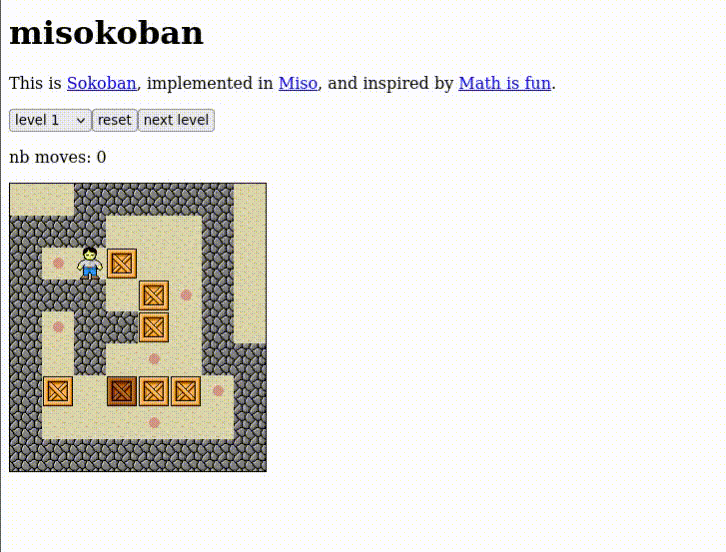 misokoban
This is Sokoban, implemented in Miso, and inspired by Math is fun.
level 1 reset next level
nb moves: 0